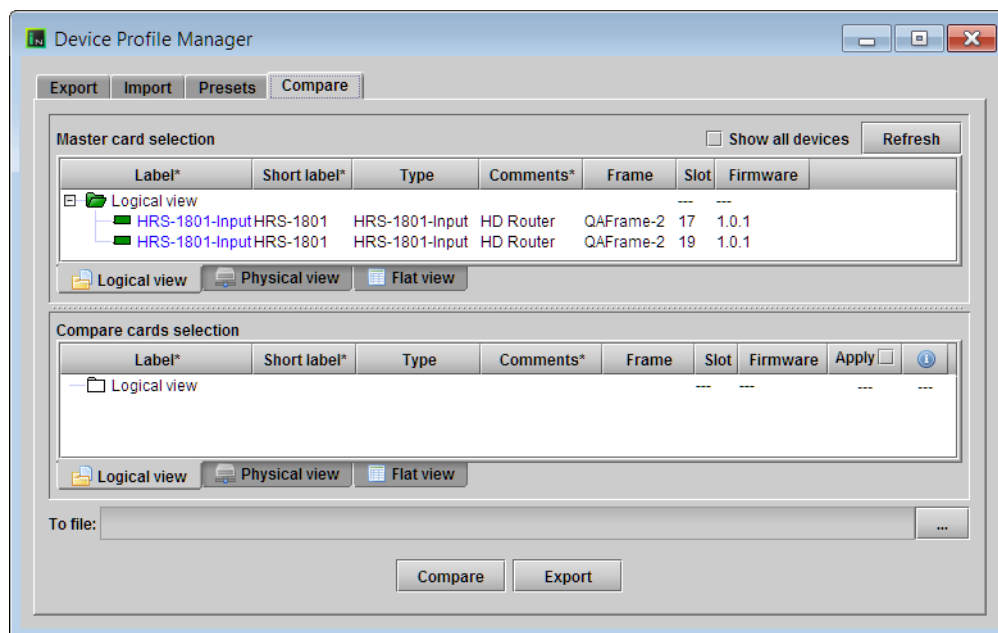 Device Profile Manager
Export Import Presets Compare
Master card selection Show all devices Refresh
Label* Short label* Type Comments* Frame Slot Firmware
Logical view --- ---
HRS-1801-Input HRS-1801 HRS-1801-Input HD Router QAFrame-2 17 1.0.1
HRS-1801-Input HRS-1801 HRS-1801-Input HD Router QAFrame-2 19 1.0.1
Logical view Physical view Flat view
Compare cards selection
Label* Short label* Type Comments* Frame Slot Firmware Apply
Logical view --- --- --- ---
Logical view Physical view Flat view
To file: ...
Compare Export